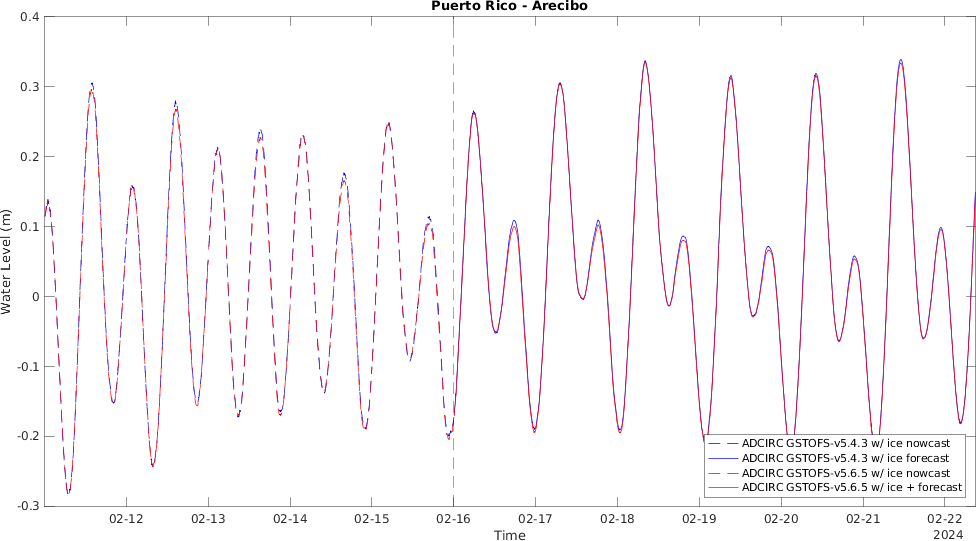 Puerto Rico - Arecibo
0.4
0.3
0.2
0.1
0
-0.1
-0.2
-0.3
Water Level (m)
ADCIRC GSTOFS-v5.4.3 w/ ice nowcast
ADCIRC GSTOFS-v5.4.3 w/ ice forecast
ADCIRC GSTOFS-v5.6.5 w/ ice nowcast
ADCIRC GSTOFS-v5.6.5 w/ ice + forecast
02-12 02-13 02-14 02-15 02-16 02-17 02-18 02-19 02-20 02-21 02-22
Time
2024